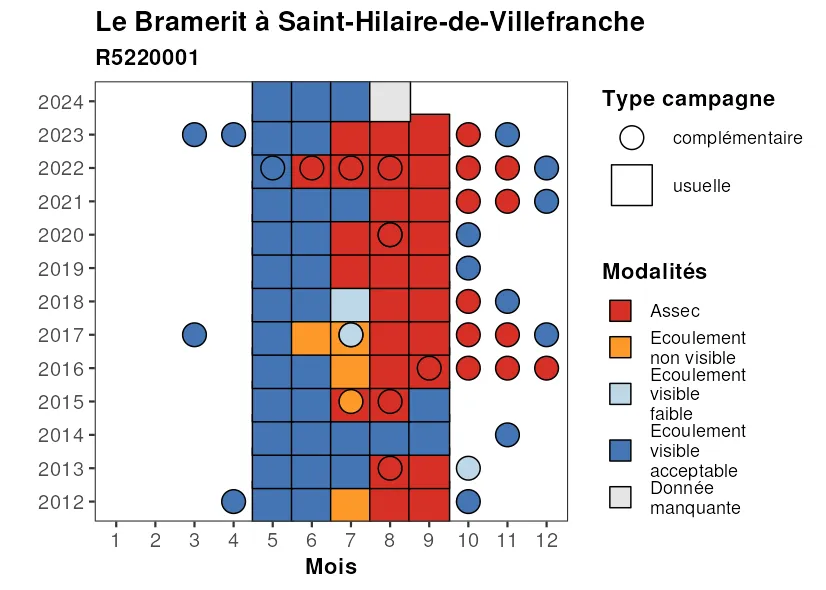 Le Bramerit à Saint-Hilaire-de-Villefranche
R5220001
2024
2023
2022
2021
2020
2019
2018
2017
2016
2015
2014
2013
2012
1 2 3 4 5 6 7 8 9 10 11 12
Mois
Type campagne
complémentaire
usuelle
Modalités
Assec
Ecoulement
non visible
Ecoulement
visible
faible
Ecoulement
visible
acceptable
Donnée
manquante